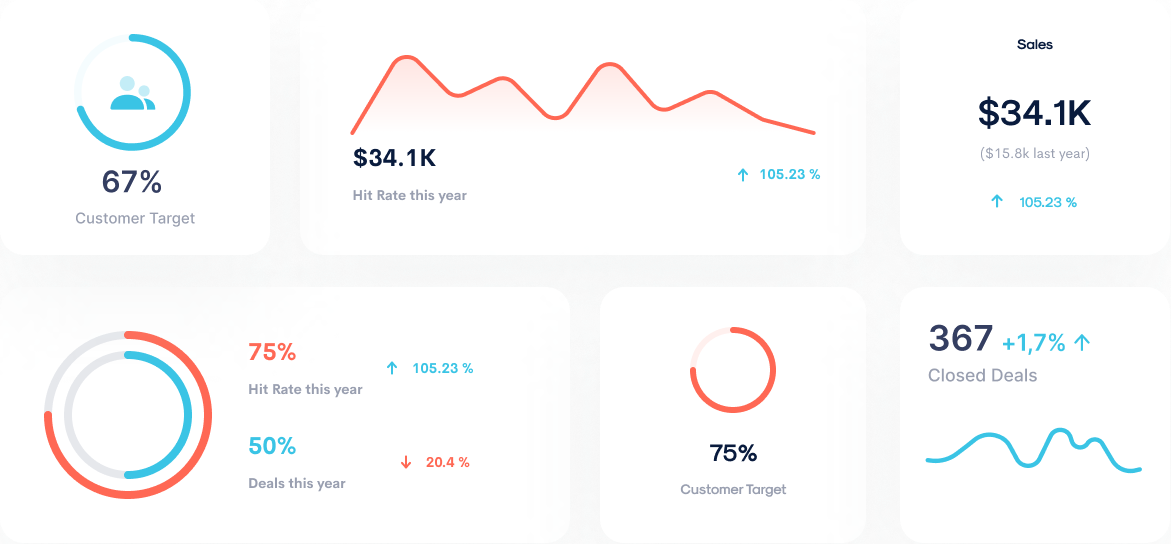 67%
Customer Target
$34.1K
Hit Rate this year
105.23 %
Sales
$34.1K
($15.8k last year)
105.23 %
75%
Hit Rate this year
105.23 %
50%
Deals this year
20.4 %
75%
Customer Target
367 +1,7%
Closed Deals